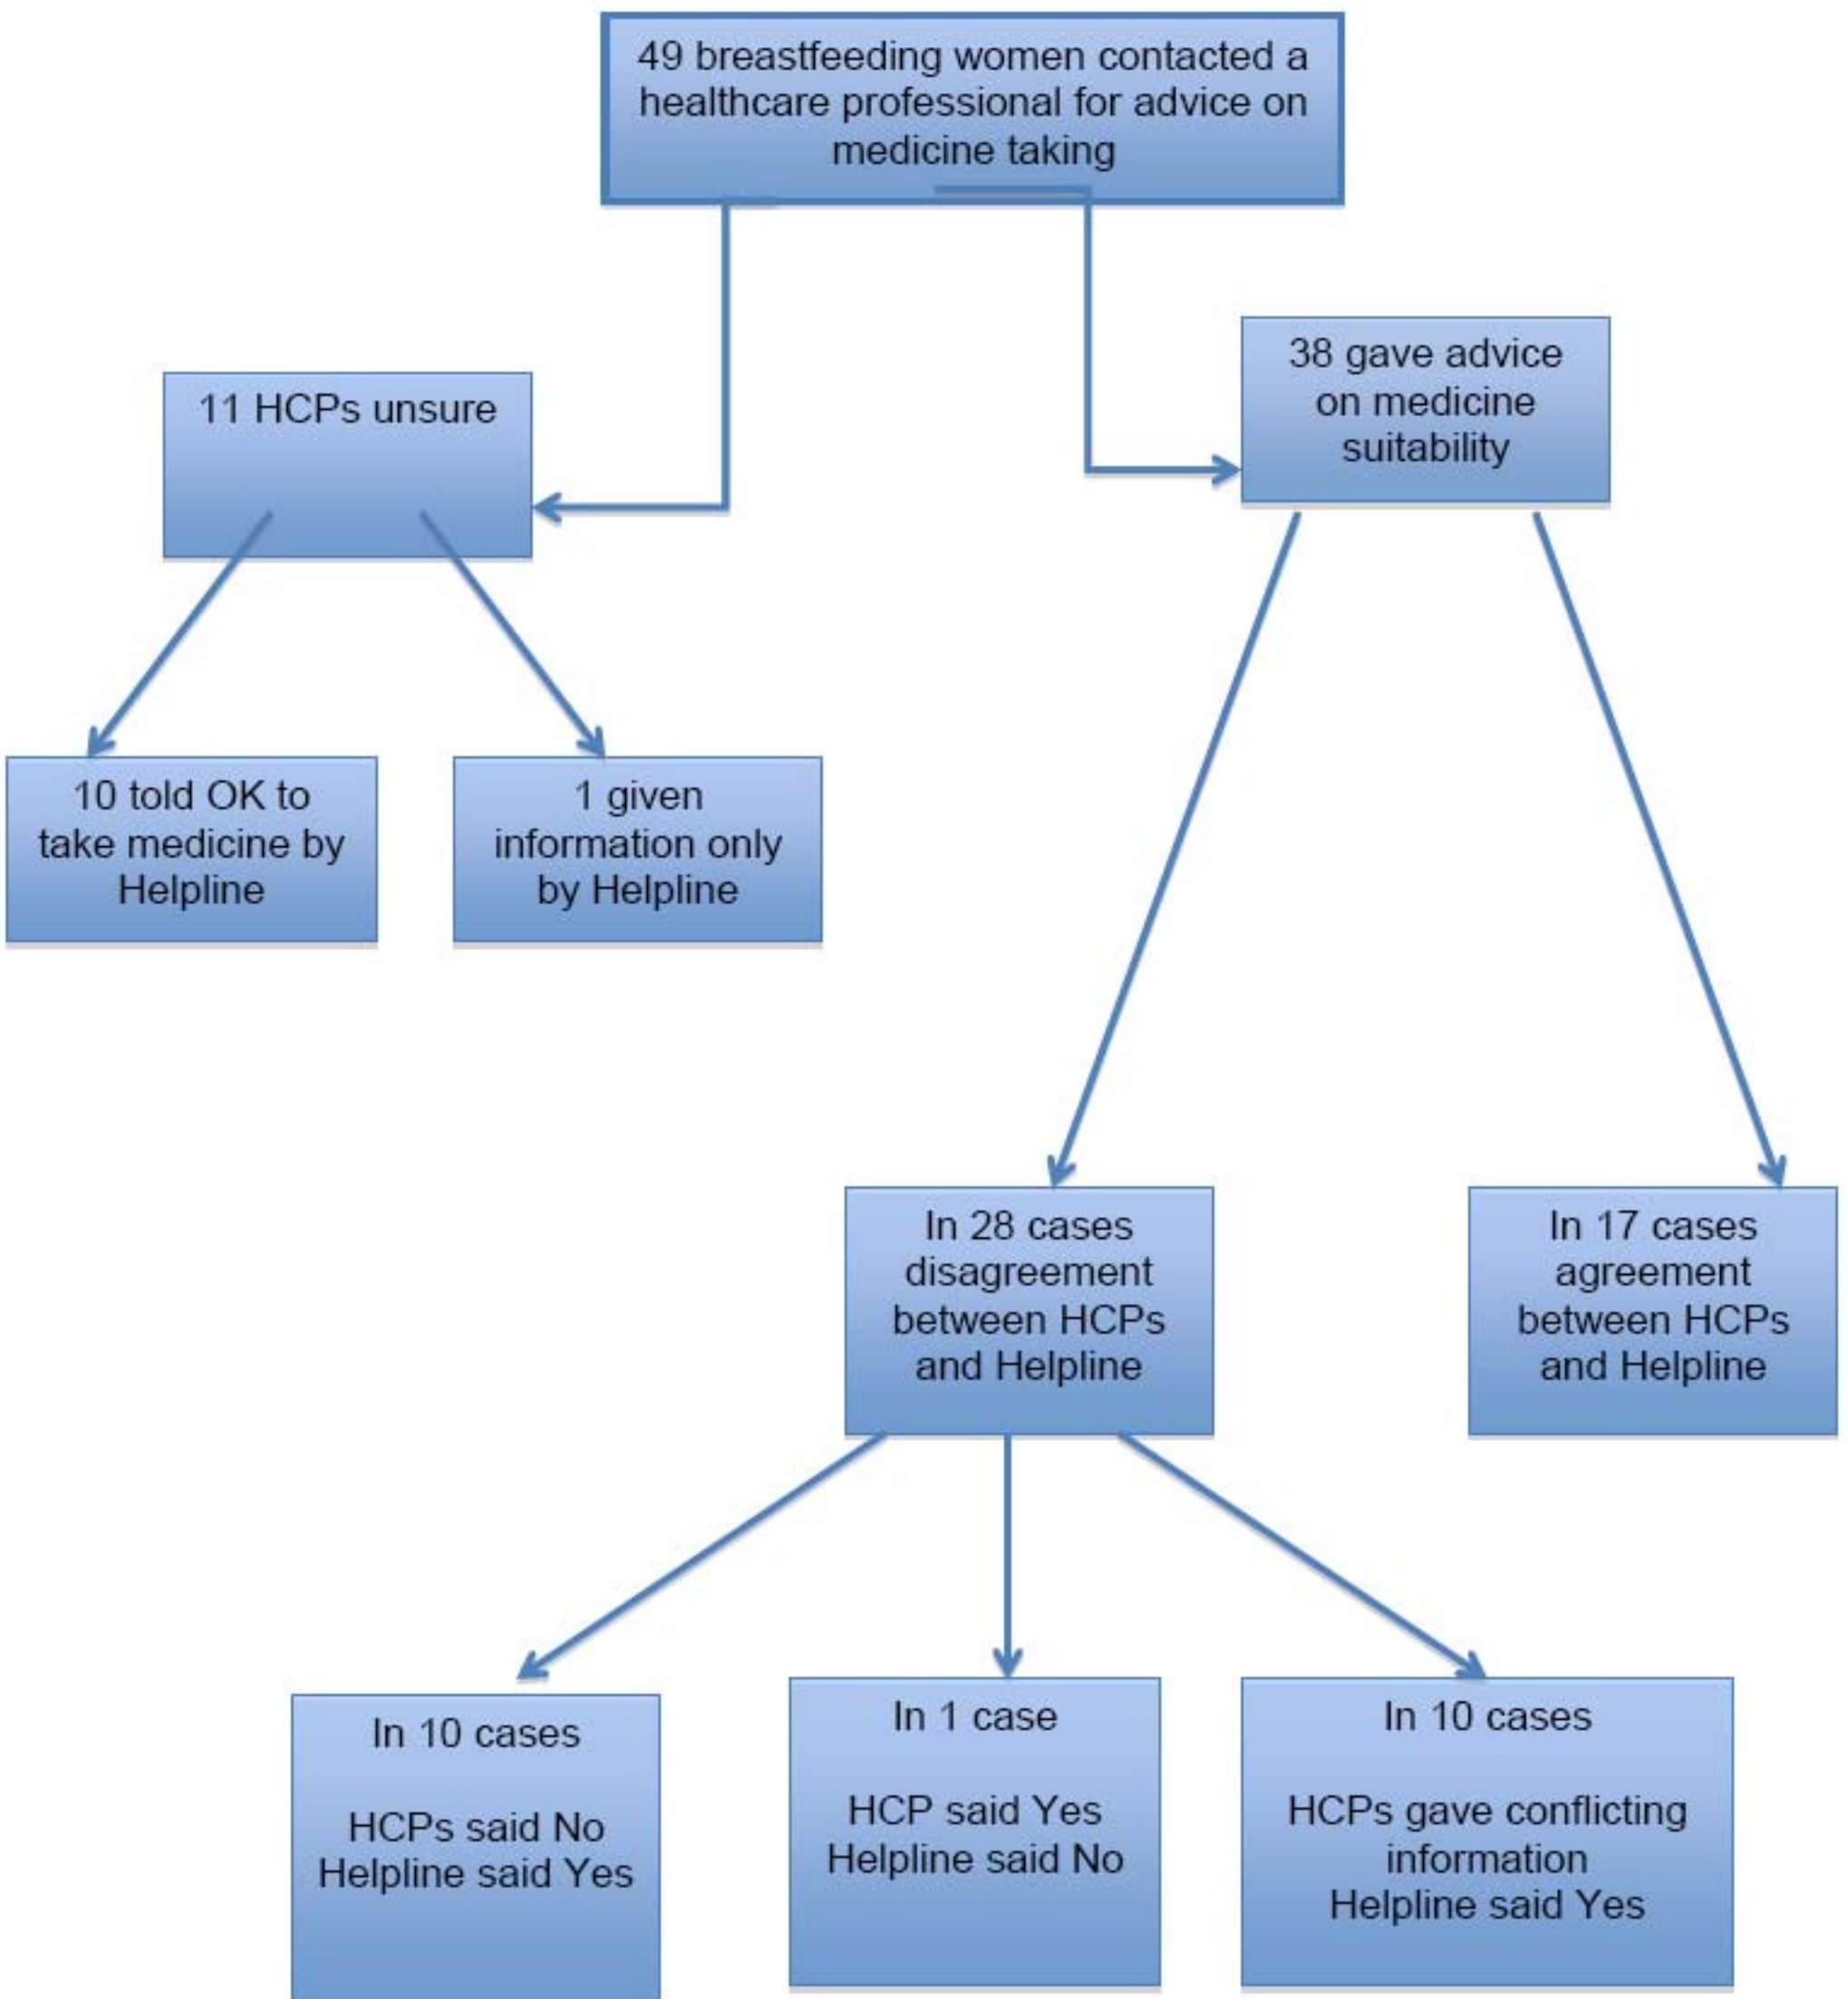 49 breastfeeding women contacted a
healthcare professional for advice on
medicine taking
11 HCPs unsure
38 gave advice
on medicine
suitability
10 told OK to
take medicine by
Helpline
1 given
information only
by Helpline
In 28 cases
disagreement
between HCPs
and Helpline
In 17 cases
agreement
between HCPs
and Helpline
In 10 cases
HCPs said No
Helpline said Yes
In 1 case
HCP said Yes
Helpline said No
In 10 cases
HCPs gave conflicting
information
Helpline said Yes